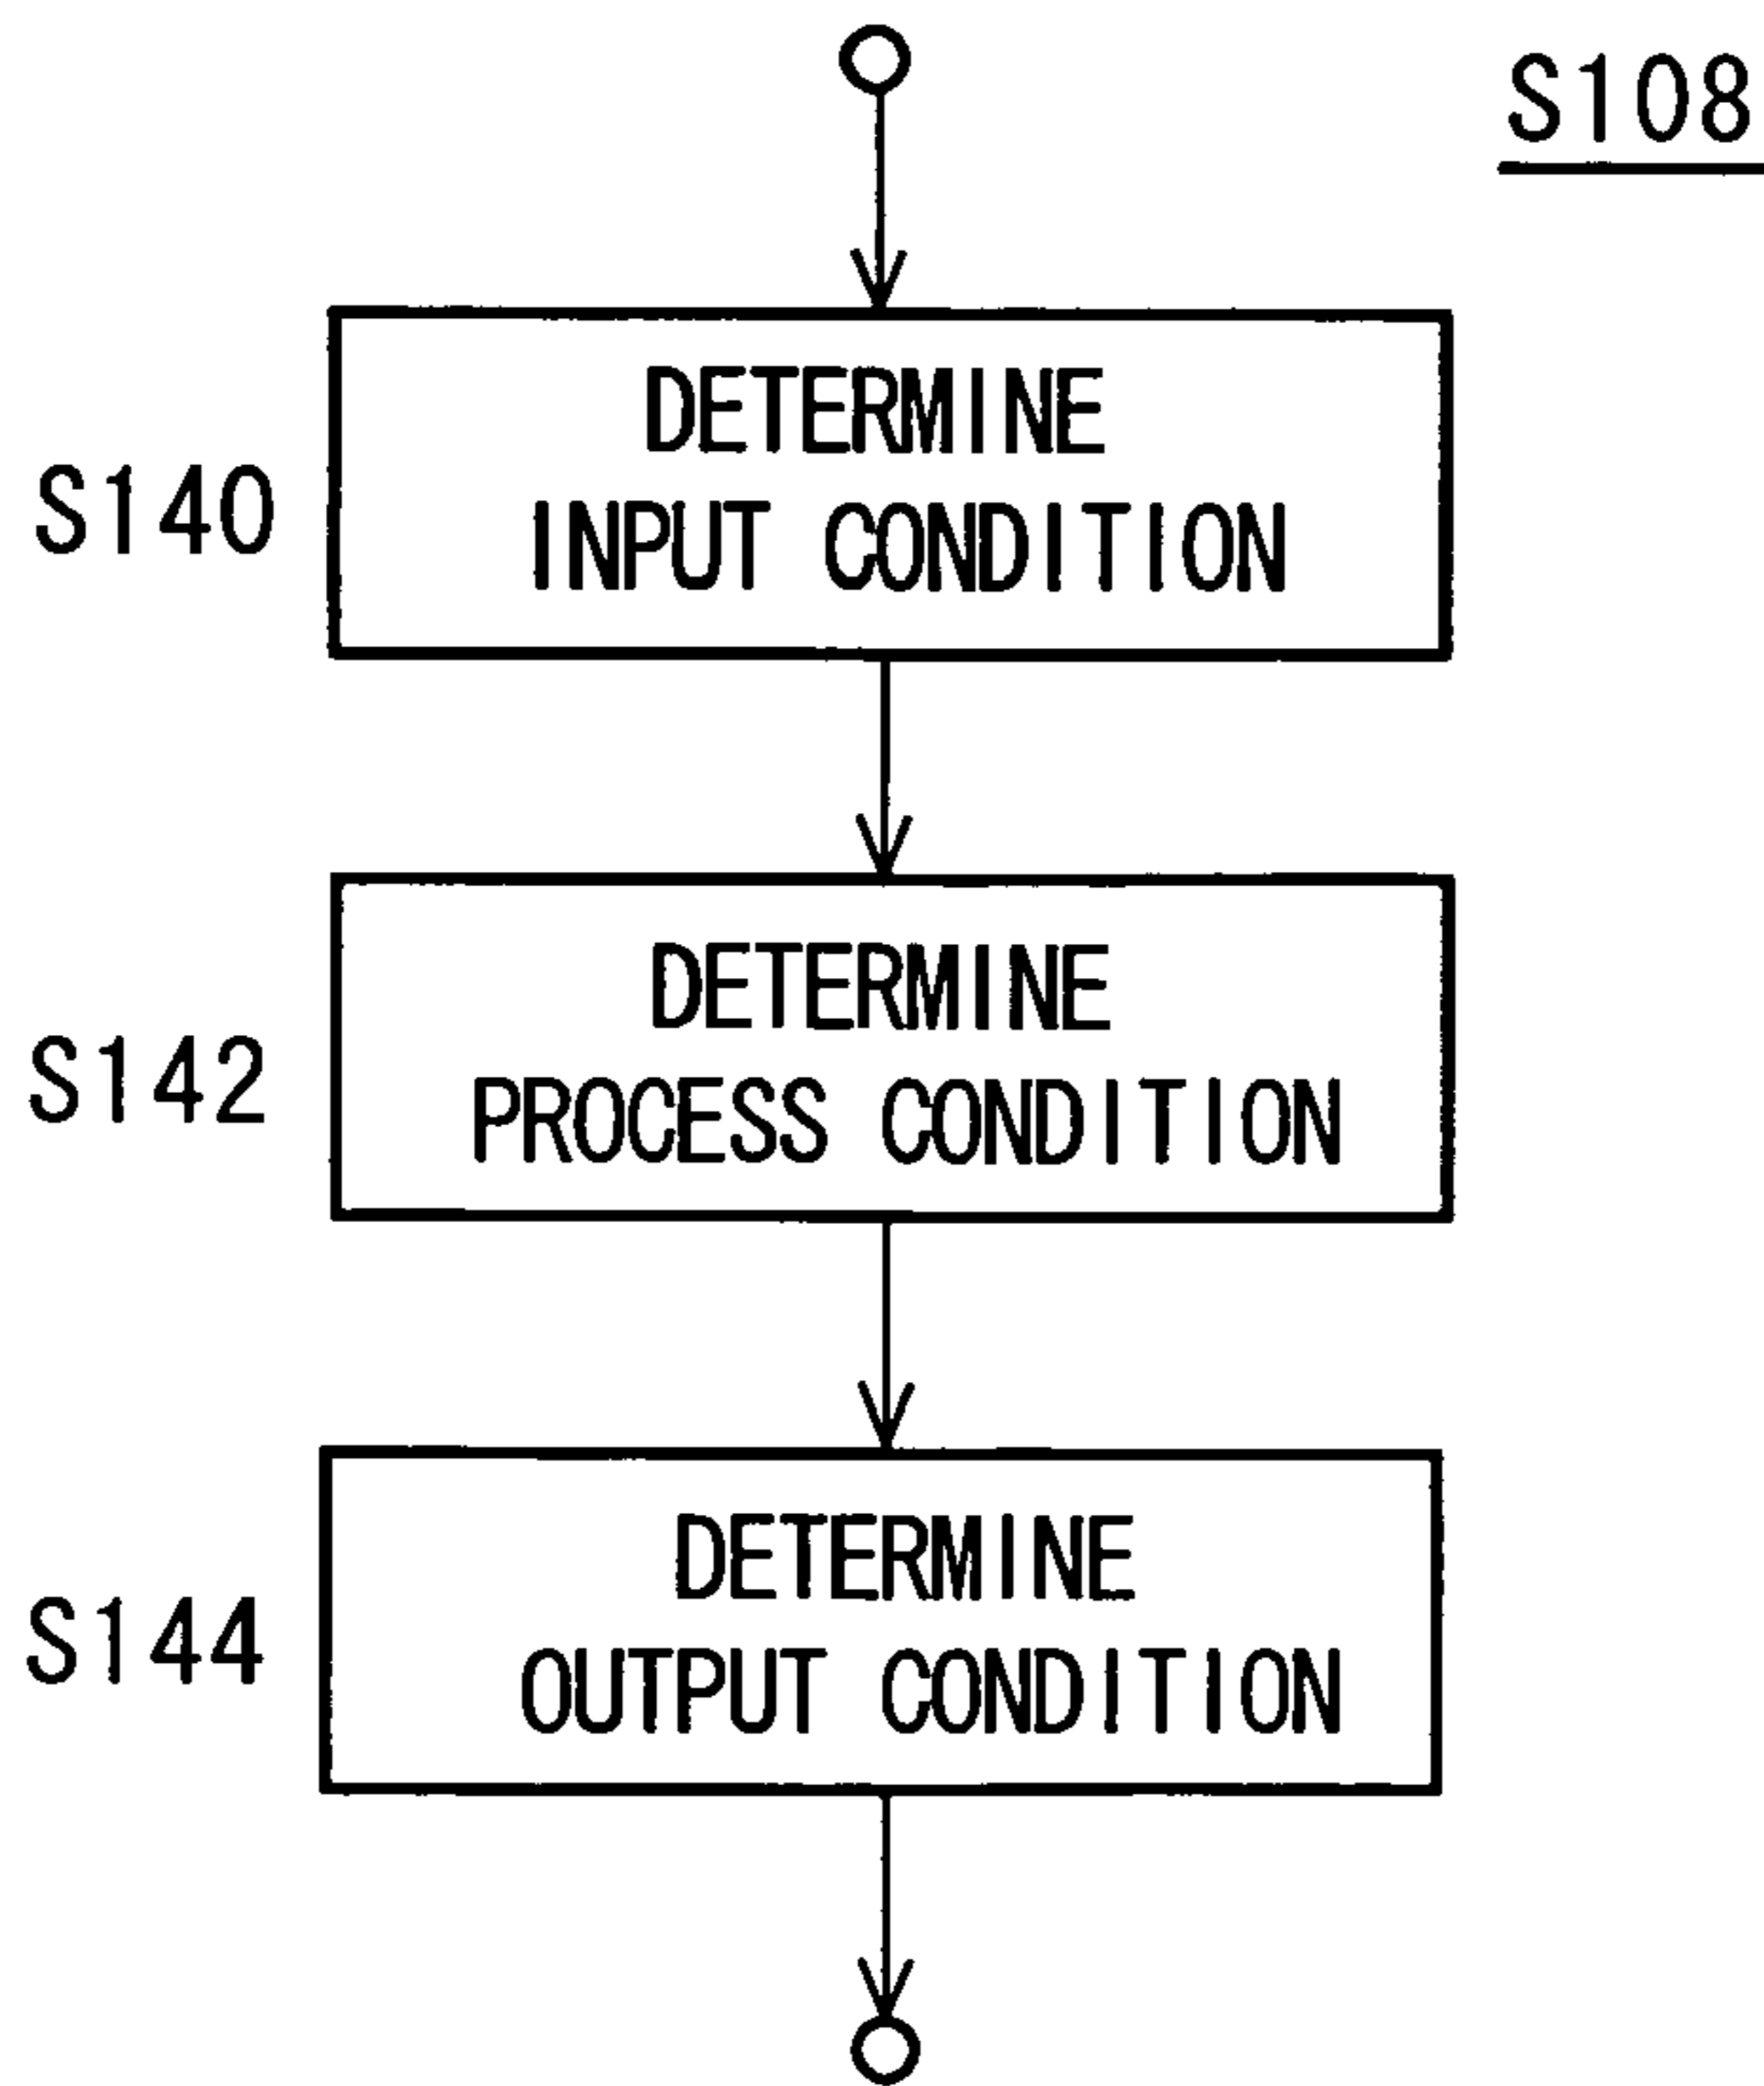 S108
DETERMINE
S140
INPUT CONDITION
DETERMINE
S142
PROCESS CONDITION
DETERMINE
S144
OUTPUT CONDITION